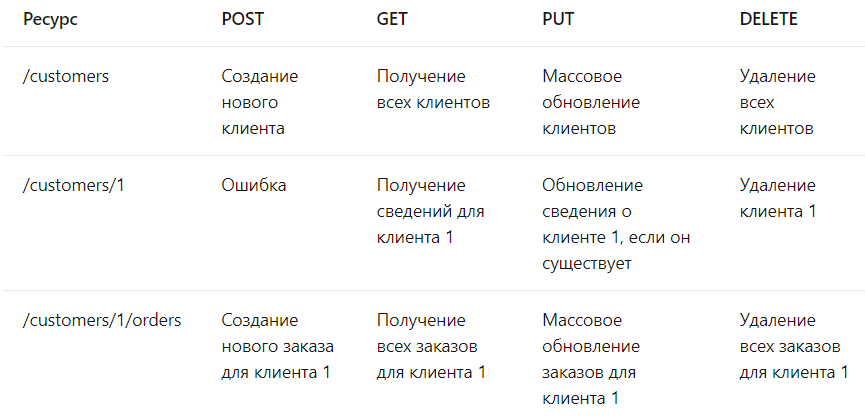 Ресурс POST GET PUT DELETE
/customers Создание Получение Массовое Удаление
нового всех клиентов обновление всех
клиента клиентов клиентов
/customers/1 Ошибка Получение Обновление Удаление
сведений для сведения о клиента 1
клиента 1 клиенте 1, если он
существует
/customers/1/orders Создание Получение Массовое Удаление
нового заказа всех заказов обновление всех заказов
для клиента 1 для клиента 1 заказов для для клиента 1
клиента 1